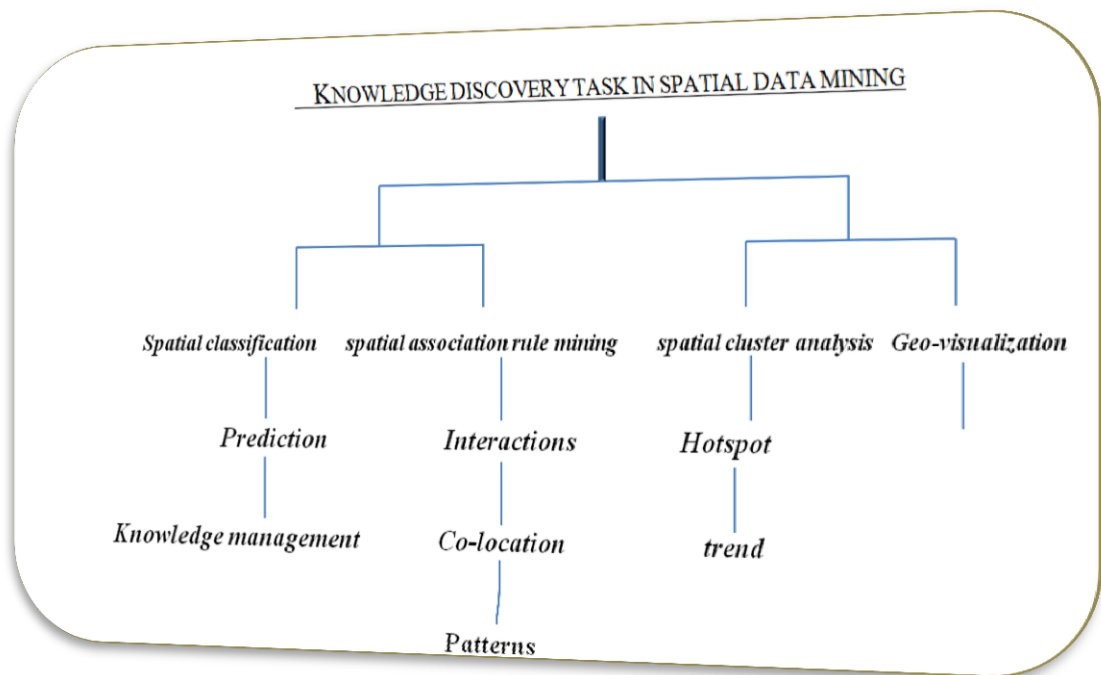 KNOWLEDGE DISCOVERY TASK IN SPATIAL DATA MINING
Spatial classification
spatial association rule mining
spatial cluster analysis
Geo-visualization
Prediction
Interactions
Hotspot
Knowledge management
Co-location
trend
Patterns